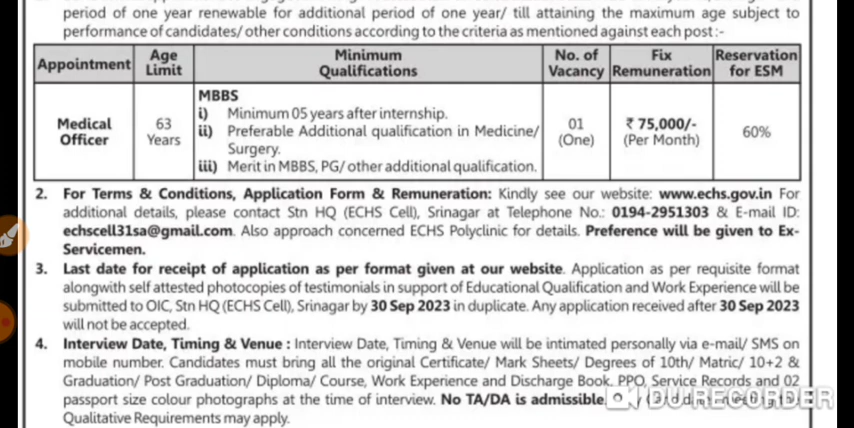 period of one year renewable for additional period of one year/ till attaining the maximum age subject to
performance of candidates/ other conditions according to the criteria as mentioned against each post :-
Appointment
Age Limit
Minimum Qualifications
No. of Vacancy
Fix Remuneration
Reservation for ESM
Medical Officer
63 Years
MBBS
i) Minimum 05 years after internship.
ii) Preferable Additional qualification in Medicine/
Surgery.
iii) Merit in MBBS, PG/ other additional qualification.
01 (One)
₹ 75,000/- (Per Month)
60%
2. For Terms & Conditions, Application Form & Remuneration: Kindly see our website: www.echs.gov.in For
additional details, please contact Stn HQ (ECHS Cell), Srinagar at Telephone No.: 0194-2951303 & E-mail ID:
echscell31sa@gmail.com. Also approach concerned ECHS Polyclinic for details. Preference will be given to Ex-
Servicemen.
3. Last date for receipt of application as per format given at our website. Application as per requisite format
alongwith self attested photocopies of testimonials in support of Educational Qualification and Work Experience will be
submitted to OIC, Stn HQ (ECHS Cell), Srinagar by 30 Sep 2023 in duplicate. Any application received after 30 Sep 2023
will not be accepted.
4. Interview Date, Timing & Venue : Interview Date, Timing & Venue will be intimated personally via e-mail/ SMS on
mobile number. Candidates must bring all the original Certificate/ Mark Sheets/ Degrees of 10th/ Matric/ 10+2 &
Graduation/ Post Graduation/ Diploma/ Course, Work Experience and Discharge Book, PPO, Service Records and 02
passport size colour photographs at the time of interview. No TA/DA is admissible.
DU RECORDER
Qualitative Requirements may apply.